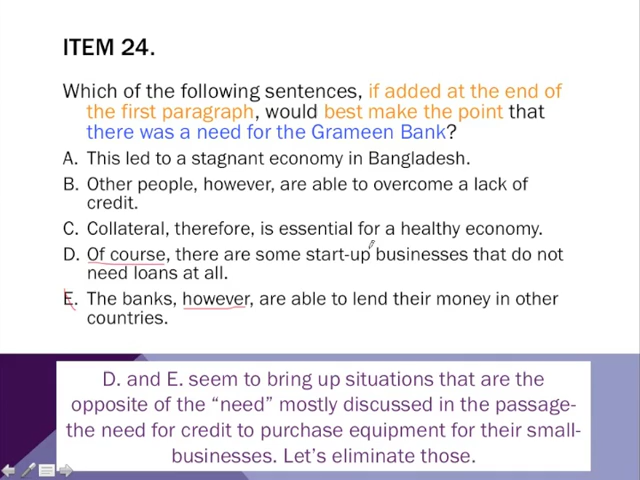 ITEM 24.
Which of the following sentences, if added at the end of
the first paragraph, would best make the point that
there was a need for the Grameen Bank?
A. This led to a stagnant economy in Bangladesh.
B. Other people, however, are able to overcome a lack of
credit.
C. Collateral, therefore, is essential for a healthy economy.
D. Of course, there are some start-up businesses that do not
need loans at all.
E. The banks, however, are able to lend their money in other
countries.
D. and E. seem to bring up situations that are the
opposite of the “need” mostly discussed in the passage-
the need for credit to purchase equipment for their small-
businesses. Let’s eliminate those.